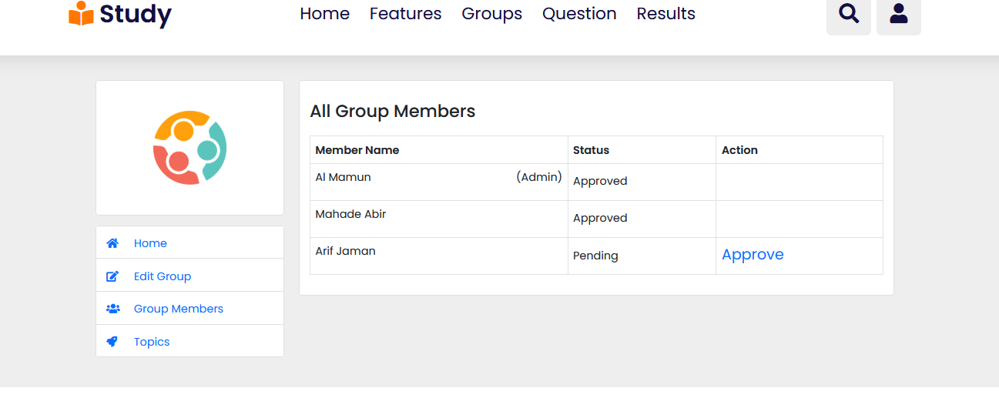 Study
Home Features Groups Question Results
All Group Members
Member Name Status Action
Al Mamun (Admin) Approved
Mahade Abir Approved
Arif Jaman Pending Approve
Home
Edit Group
Group Members
Topics